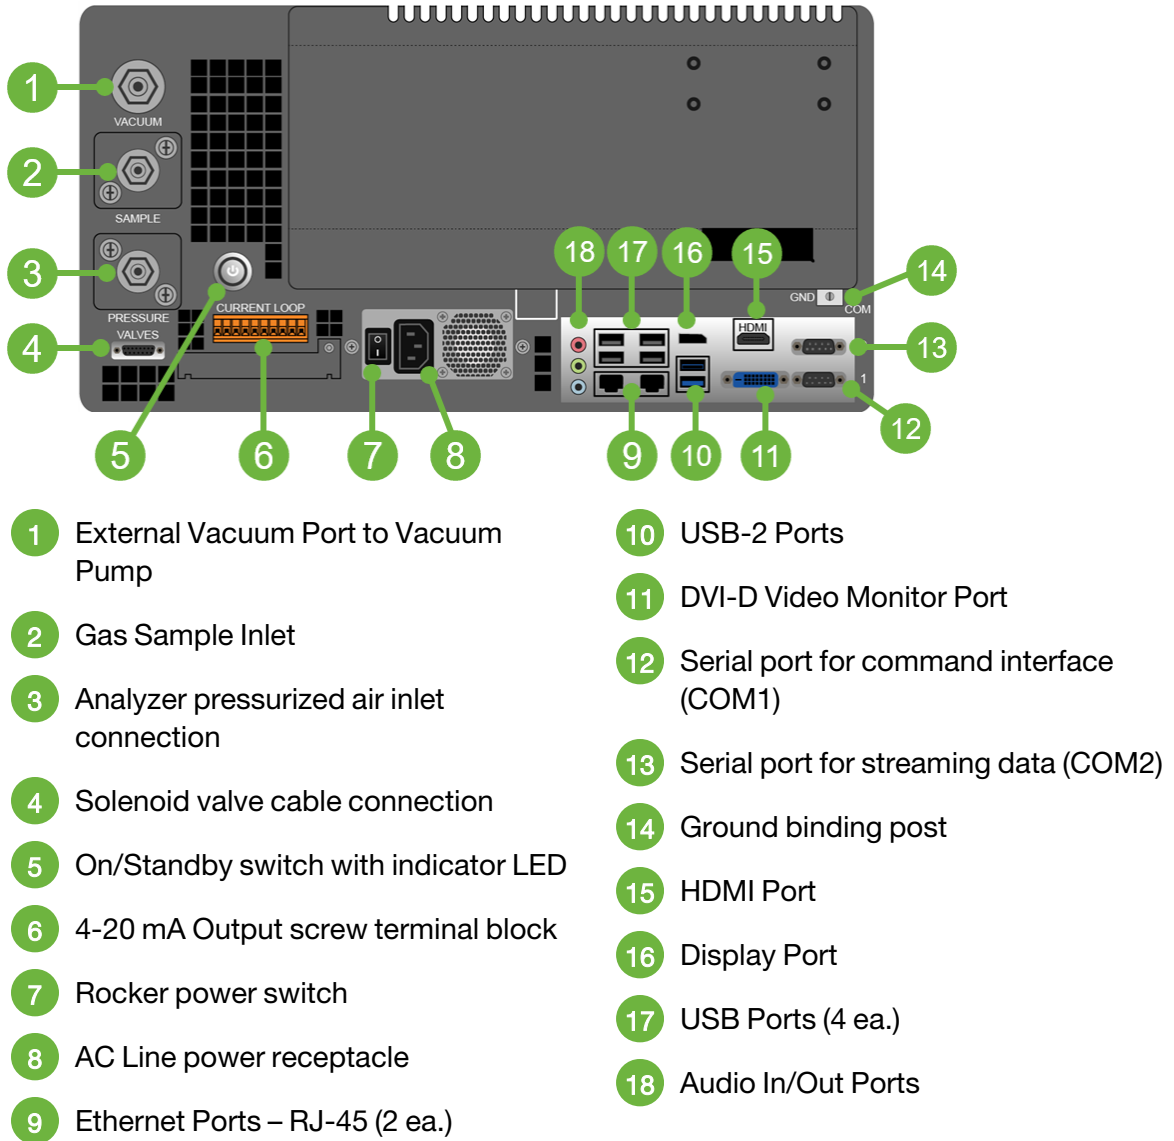 1
VACUUM
2
SAMPLE
3
PRESSURE
VALVES
4
CURRENT LOOP
18
17
16
15
14
GND
COM
HDMI
13
1
12
5
6
7
8
9
10
11
1 External Vacuum Port to Vacuum
Pump
2 Gas Sample Inlet
3 Analyzer pressurized air inlet
connection
4 Solenoid valve cable connection
5 On/Standby switch with indicator LED
6 4-20 mA Output screw terminal block
7 Rocker power switch
8 AC Line power receptacle
9 Ethernet Ports – RJ-45 (2 ea.)
10 USB-2 Ports
11 DVI-D Video Monitor Port
12 Serial port for command interface
(COM1)
13 Serial port for streaming data (COM2)
14 Ground binding post
15 HDMI Port
16 Display Port
17 USB Ports (4 ea.)
18 Audio In/Out Ports